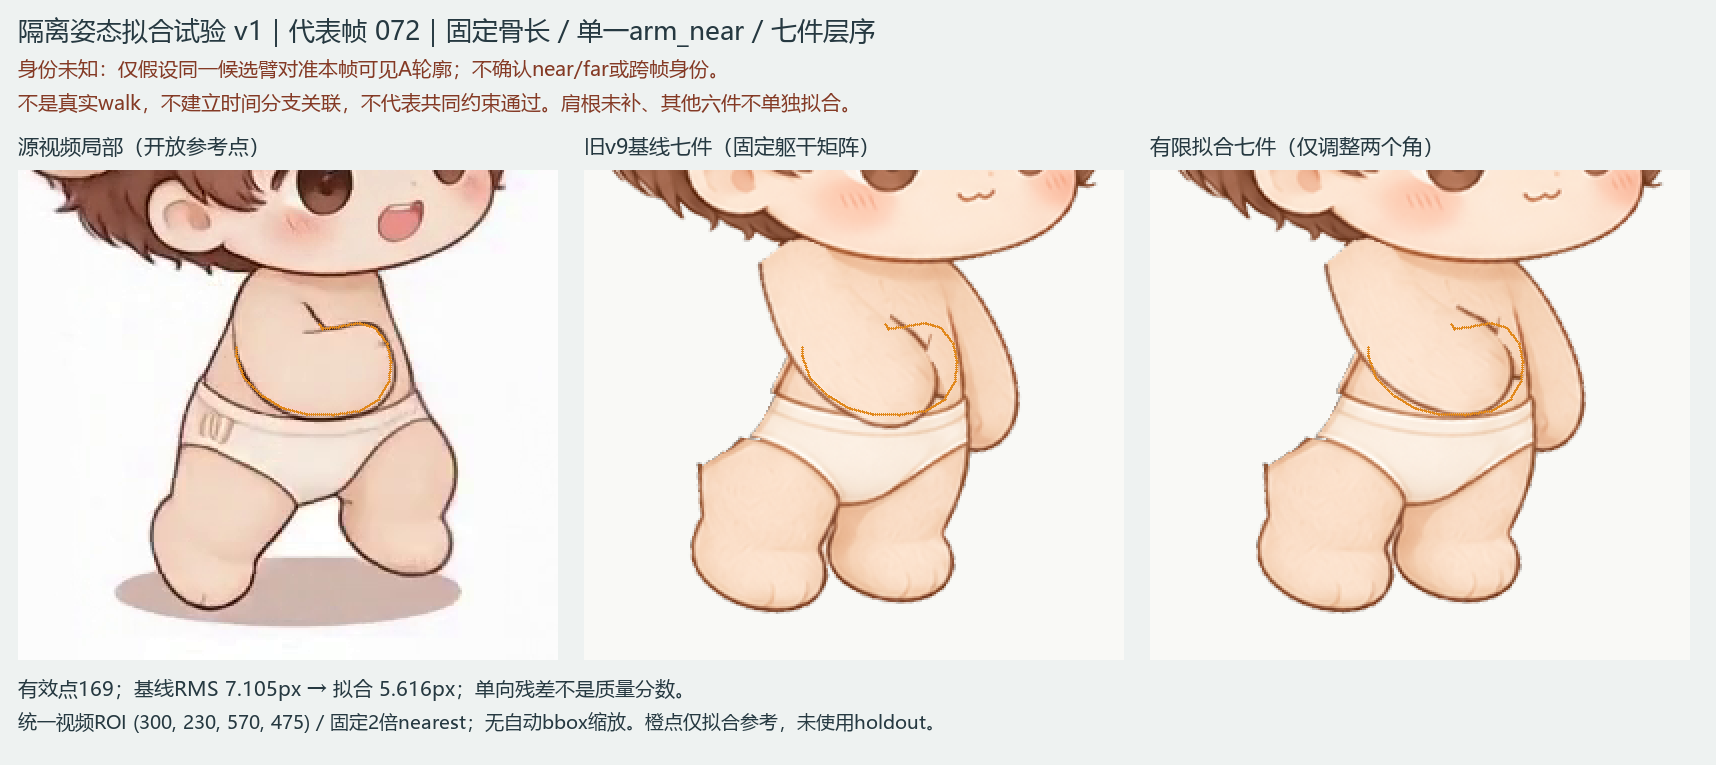 隔离姿态拟合试验 v1｜代表帧 072｜固定骨长 / 单一arm_near / 七件层序
身份未知：仅假设同一候选臂对准本帧可见A轮廓；不确认near/far或跨帧身份。
不是真实walk，不建立时间分支关联，不代表共同约束通过。肩根未补、其他六件不单独拟合。
源视频局部（开放参考点）
旧v9基线七件（固定躯干矩阵）
有限拟合七件（仅调整两个角）
有效点169；基线RMS 7.105px → 拟合 5.616px；单向残差不是质量分数。
统一视频ROI (300, 230, 570, 475) / 固定2倍nearest；无自动bbox缩放。橙点仅拟合参考，未使用holdout。